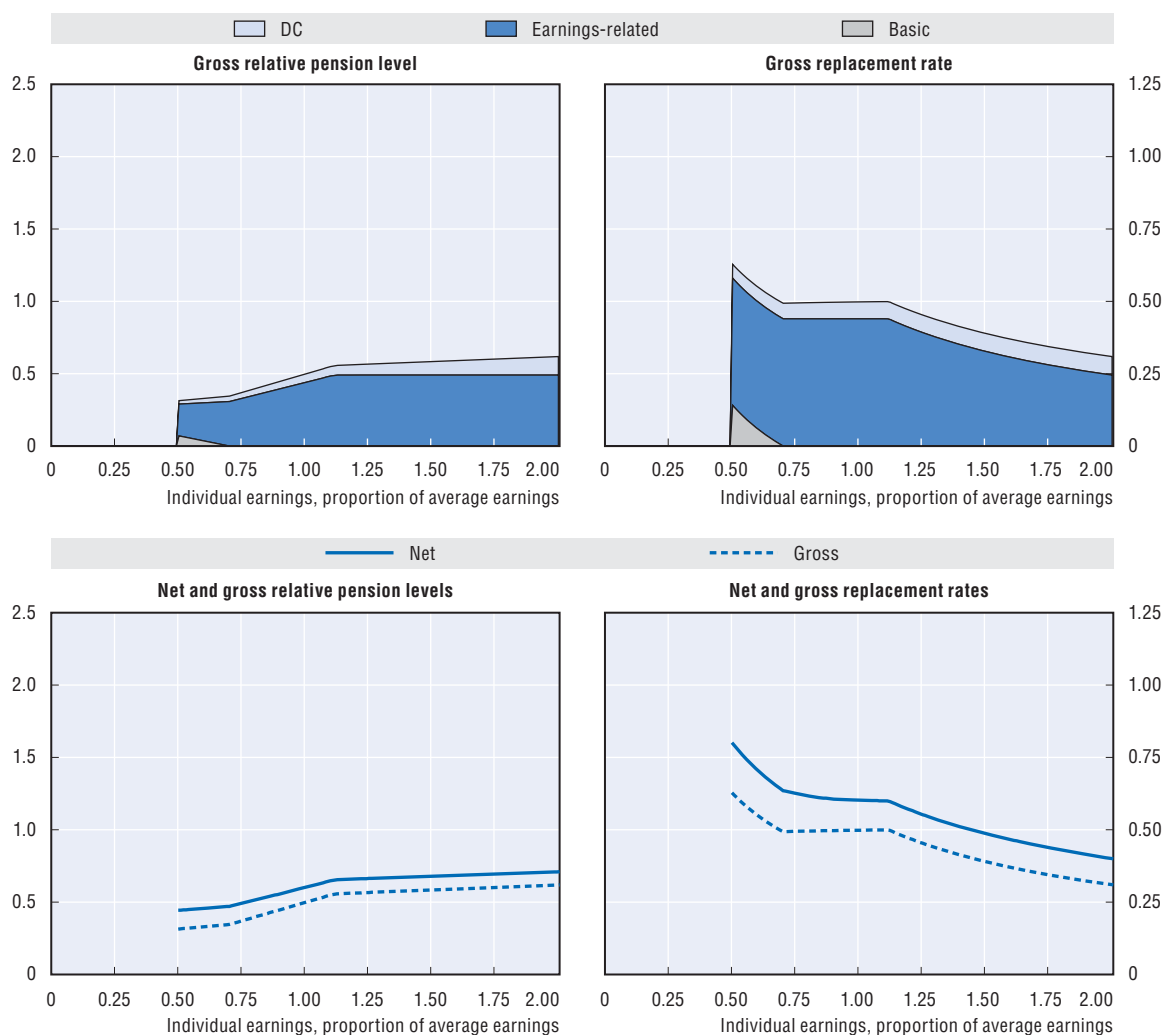 DC Earnings-related Basic
Gross relative pension level Gross replacement rate
2.5 1.25
2.0 1.00
1.5 0.75
1.0 0.50
0.5 0.25
0 0
0 0.25 0.50 0.75 1.00 1.25 1.50 1.75 2.00 0 0.25 0.50 0.75 1.00 1.25 1.50 1.75 2.00
Individual earnings, proportion of average earnings Individual earnings, proportion of average earnings
Net Gross
Net and gross relative pension levels Net and gross replacement rates
2.5 1.25
2.0 1.00
1.5 0.75
1.0 0.50
0.5 0.25
0 0
0 0.25 0.50 0.75 1.00 1.25 1.50 1.75 2.00 0 0.25 0.50 0.75 1.00 1.25 1.50 1.75 2.00
Individual earnings, proportion of average earnings Individual earnings, proportion of average earnings